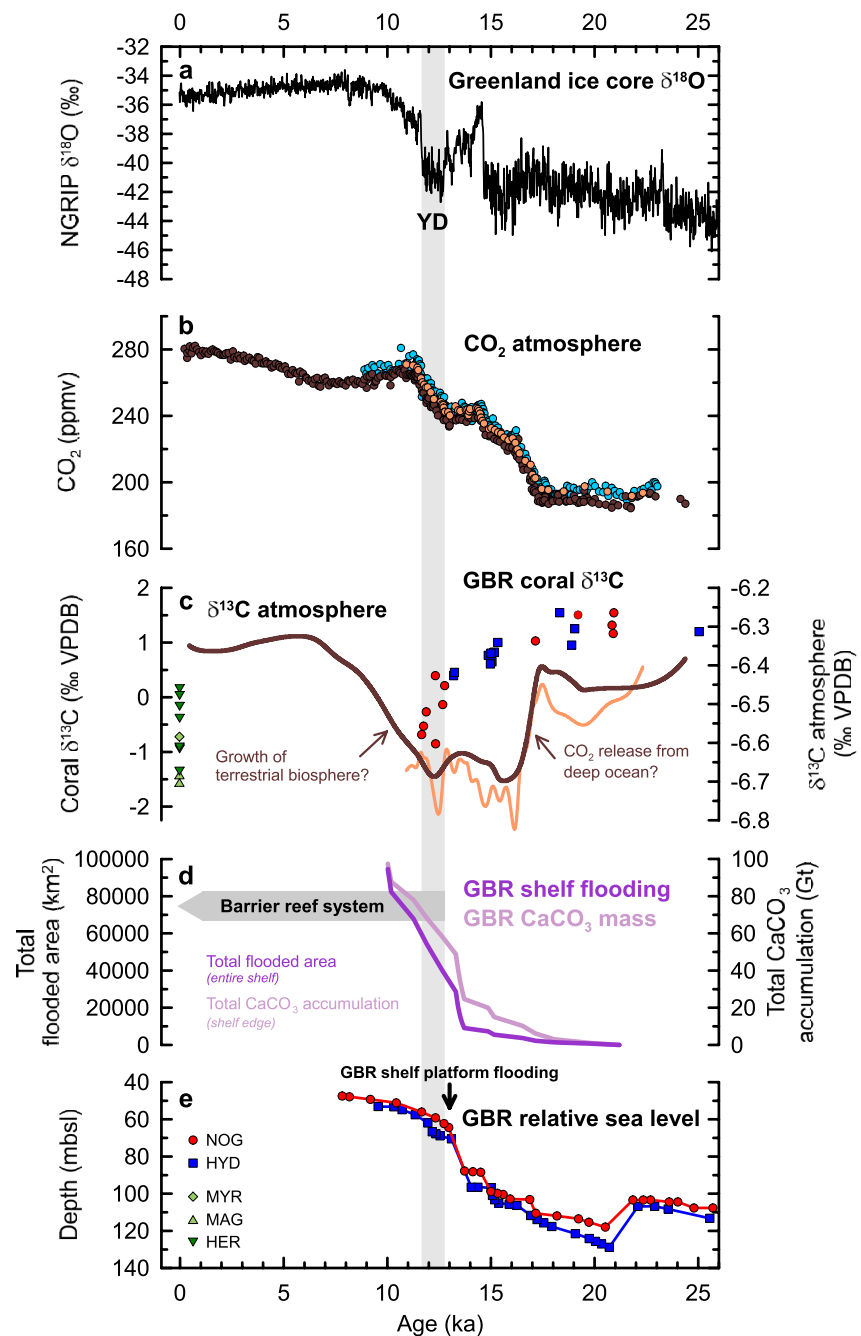 0 5 10 15 20 25
-32
-34
-36
-38
-40
-42
-44
-46
-48
NGRIP δ18O (‰)
a
Greenland ice core δ18O
YD
280
240
200
160
CO2 (ppmv)
b
CO2 atmosphere
2
1
0
-1
-2
Coral δ13C (‰ VPDB)
c
δ13C atmosphere
GBR coral δ13C
Growth of
terrestrial biosphere?
CO2 release from
deep ocean?
-6.2
-6.3
-6.4
-6.5
-6.6
-6.7
-6.8
δ13C atmosphere
(‰ VPDB)
100000
80000
60000
40000
20000
0
Total
flooded area (km2)
d
GBR shelf flooding
GBR CaCO3 mass
Barrier reef system
Total flooded area
(entire shelf)
Total CaCO3 accumulation
(shelf edge)
100
80
60
40
20
0
Total CaCO3
accumulation (Gt)
GBR shelf platform flooding
40
60
80
100
120
140
Depth (mbsl)
e
GBR relative sea level
NOG
HYD
MYR
MAG
HER
0 5 10 15 20 25
Age (ka)